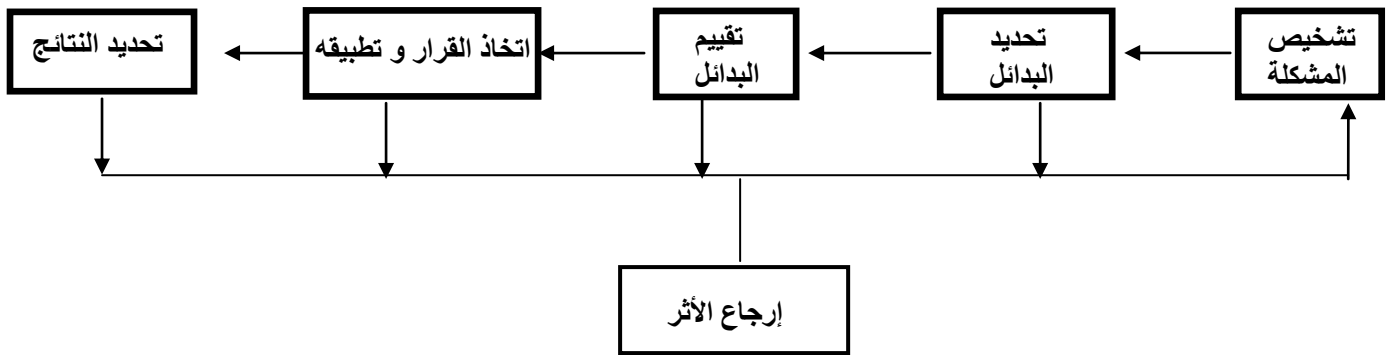 تشخيص
المشكلة
تحديد
البدائل
تقييم
البدائل
اتخاذ القرار و تطبيقه
تحديد النتائج
إرجاع الأثر